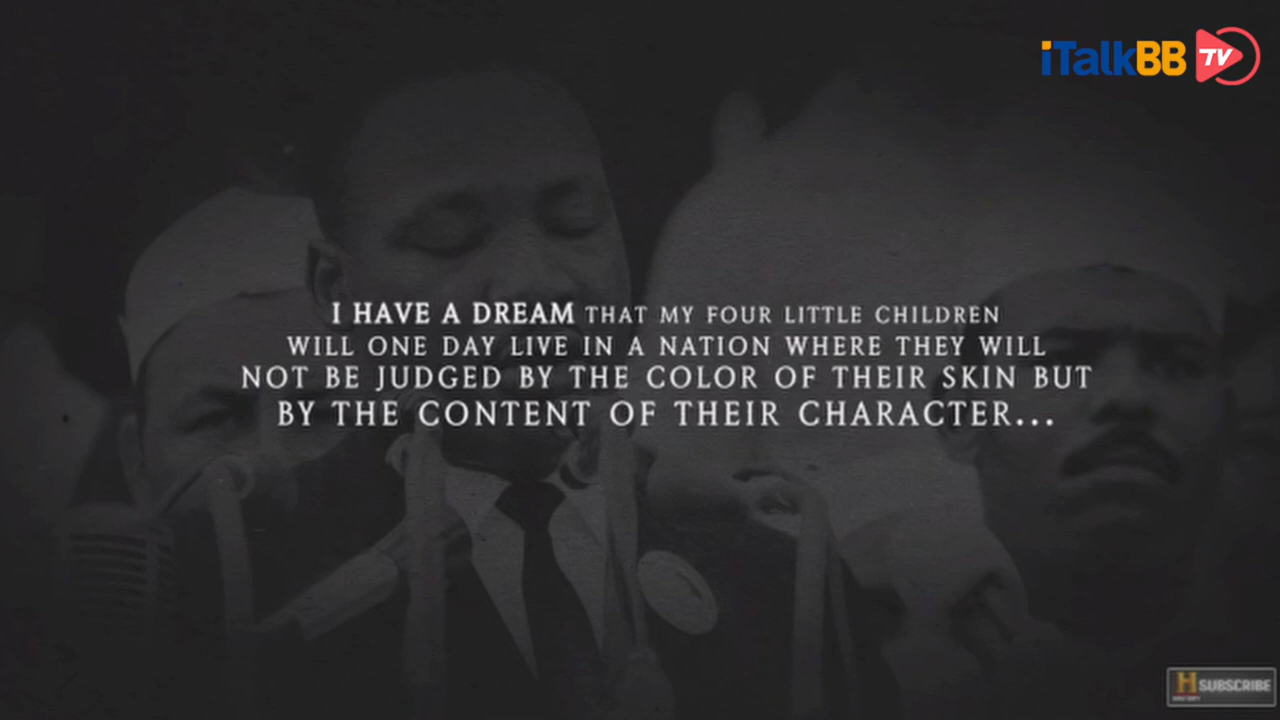 iTalkBB TV
I HAVE A DREAM THAT MY FOUR LITTLE CHILDREN
WILL ONE DAY LIVE IN A NATION WHERE THEY WILL
NOT BE JUDGED BY THE COLOR OF THEIR SKIN BUT
BY THE CONTENT OF THEIR CHARACTER...
H SUBSCRIBE
HISTORY